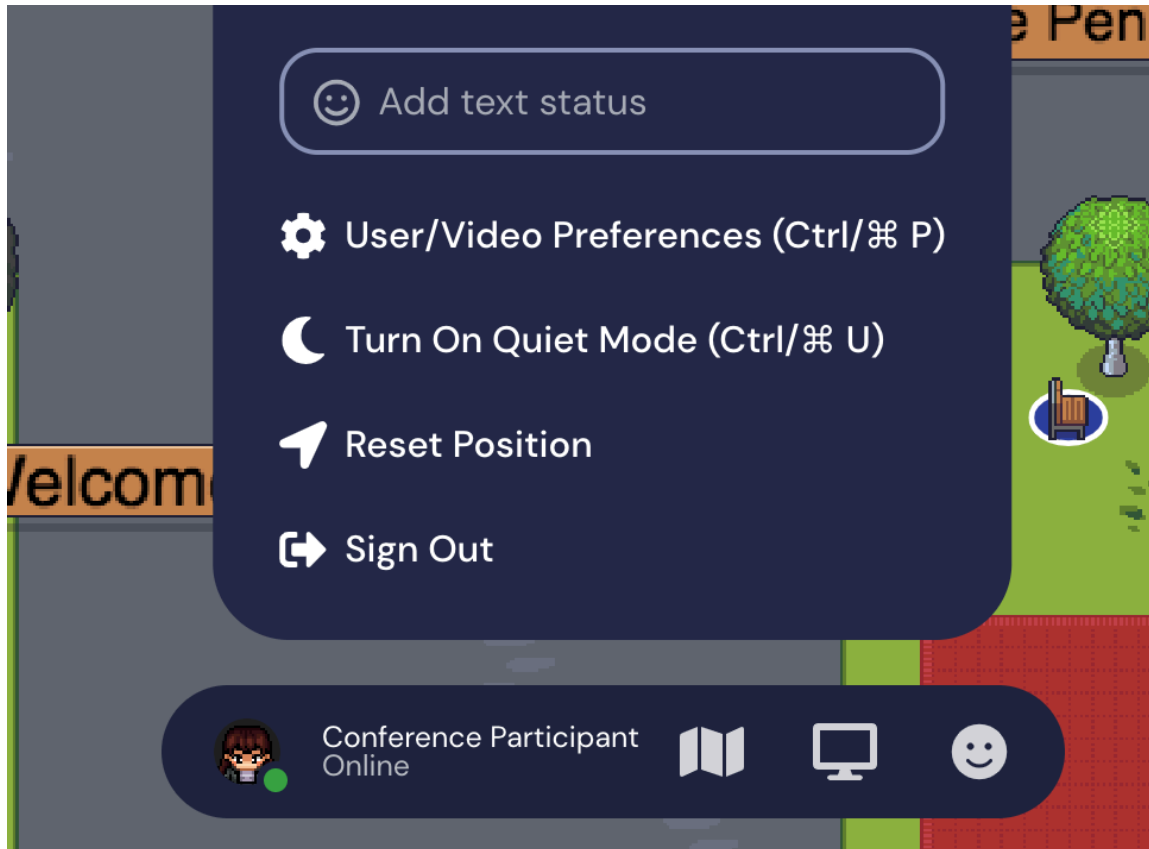 e Pen
Add text status
User/Video Preferences (Ctrl/⌘ P)
Turn On Quiet Mode (Ctrl/⌘ U)
Reset Position
Velcom
Sign Out
Conference Participant
Online